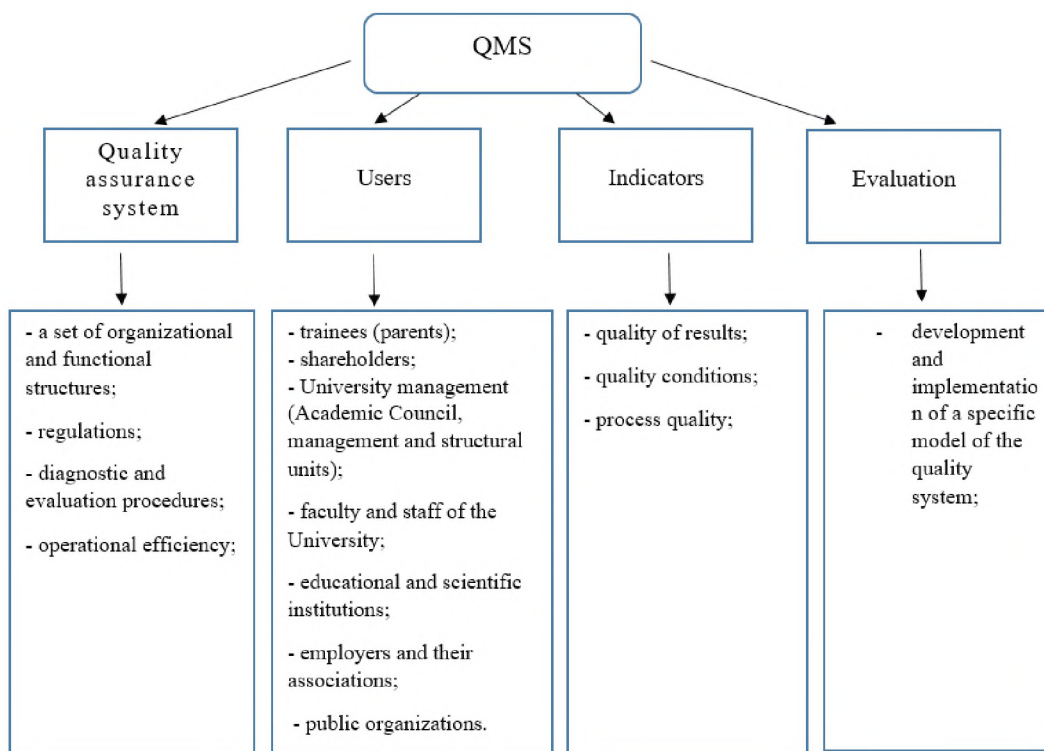 QMS
Quality
assurance
system
Users
Indicators
Evaluation
- a set of organizational
and functional
structures;
- regulations;
- diagnostic and
evaluation procedures;
- operational efficiency;
- trainees (parents);
- shareholders;
- University management
(Academic Council,
management and structural
units);
- faculty and staff of the
University;
- educational and scientific
institutions;
- employers and their
associations;
- public organizations.
- quality of results;
- quality conditions;
- process quality;
- development
and
implementatio
n of a specific
model of the
quality
system;